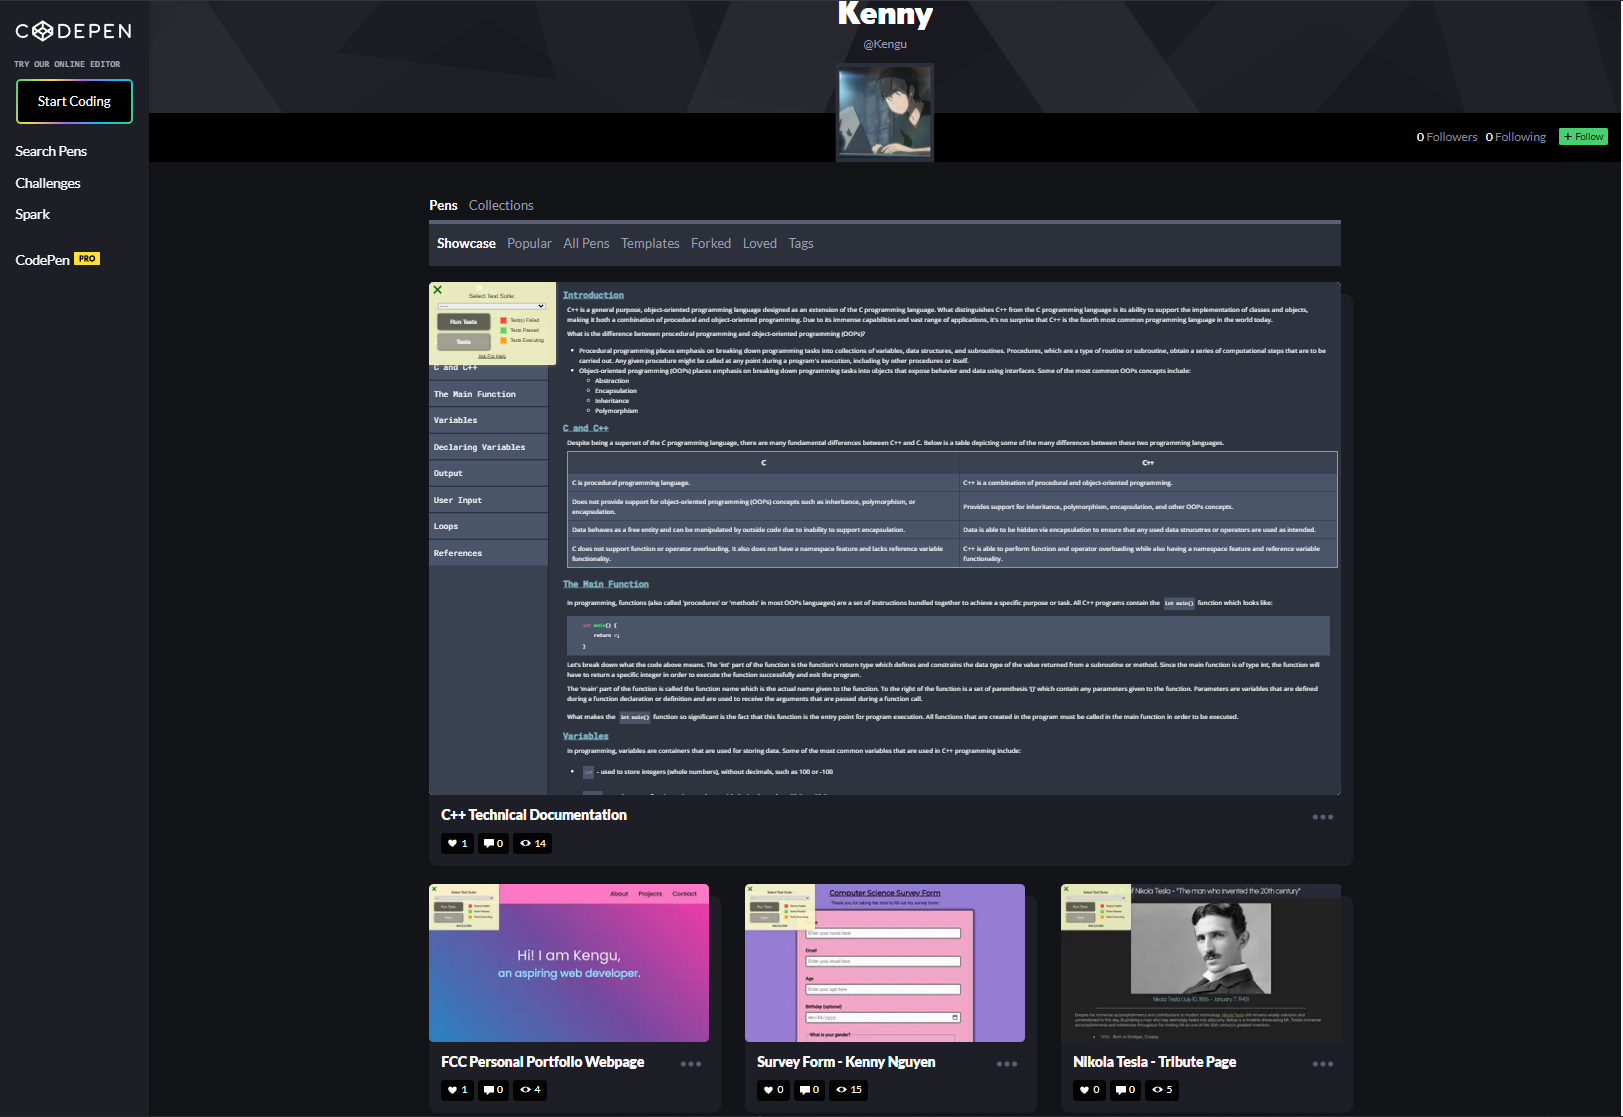 CODEPEN
TRY OUR ONLINE EDITOR
Start Coding
Search Pens
Challenges
Spark
CodePen PRO
Kenny
@Kengu
0 Followers 0 Following + Follow
Pens Collections
Showcase Popular All Pens Templates Forked Loved Tags
Select Test Suite:
- - -
Run Tests
Tests
Test(s) Failed
Tests Passed
Tests Executing
Ask For Help
C and C++
The Main Function
Variables
Declaring Variables
Output
User Input
Loops
References
Introduction
C++ is a general purpose, object-oriented programming language designed as an extension of the C programming language. What distinguishes C++ from the C programming language is its ability to support the implementation of classes and objects,
making it both a combination of procedural and object-oriented programming. Due to its immense capabilities and vast range of applications, it's no surprise that C++ is the fourth most common programming language in the world today.
What is the difference between procedural programming and object-oriented programming (OOPs)?
• Procedural programming places emphasis on breaking down programming tasks into collections of variables, data structures, and subroutines. Procedures, which are a type of routine or subroutine, obtain a series of computational steps that are to be
carried out. Any given procedure might be called at any point during a program's execution, including by other procedures or itself.
• Object-oriented programming (OOPs) places emphasis on breaking down programming tasks into objects that expose behavior and data using interfaces. Some of the most common OOPs concepts include:
Abstraction
Encapsulation
Inheritance
Polymorphism
C and C++
Despite being a superset of the C programming language, there are many fundamental differences between C++ and C. Below is a table depicting some of the many differences between these two programming languages.
C C++
C is procedural programming language. C++ is a combination of procedural and object-oriented programming.
Does not provide support for object-oriented programming (OOPs) concepts such as inheritance, polymorphism, or
encapsulation.
Provides support for inheritance, polymorphism, encapsulation, and other OOPs concepts.
Data behaves as a free entity and can be manipulated by outside code due to inability to support encapsulation. Data is able to be hidden via encapsulation to ensure that any used data strucutres or operators are used as intended.
C does not support function or operator overloading. It also does not have a namespace feature and lacks reference variable
functionality.
C++ is able to perform function and operator overloading while also having a namespace feature and reference variable
functionality.
The Main Function
In programming, functions (also called 'procedures' or 'methods' in most OOPs languages) are a set of instructions bundled together to achieve a specific purpose or task. All C++ programs contain the int main() function which looks like:
int main() {
return 0;
}
Let's break down what the code above means. The 'int' part of the function is the function's return type which defines and constrains the data type of the value returned from a subroutine or method. Since the main function is of type int, the function will
have to return a specific integer in order to execute the function successfully and exit the program.
The 'main' part of the function is called the function name which is the actual name given to the function. To the right of the function is a set of parenthesis '()' which contain any parameters given to the function. Parameters are variables that are defined
during a function declaration or definition and are used to receive the arguments that are passed during a function call.
What makes the int main() function so significant is the fact that this function is the entry point for program execution. All functions that are created in the program must be called in the main function in order to be executed.
Variables
In programming, variables are containers that are used for storing data. Some of the most common variables that are used in C++ programming include:
• int - used to store integers (whole numbers), without decimals, such as 100 or -100
C++ Technical Documentation
1 0 14
Select Test Suite:
Run Tests
Tests
About Projects Contact
Hi! I am Kengu,
an aspiring web developer.
FCC Personal Portfolio Webpage
1 0 4
Select Test Suite:
Run Tests
Tests
Computer Science Survey Form
Thank you for taking the time to fill out my survey form!
Enter your name here
Email
Enter your email here
Age
Enter your age here
Birthday (optional)
mm/dd/yyyy
What is your gender?
Survey Form - Kenny Nguyen
0 0 15
Select Test Suite:
Run Tests
Tests
f Nikola Tesla - "The man who invented the 20th century"
Nikola Tesla (July 10, 1856 - January 7, 1943)
Nikola Tesla - Tribute Page
0 0 5